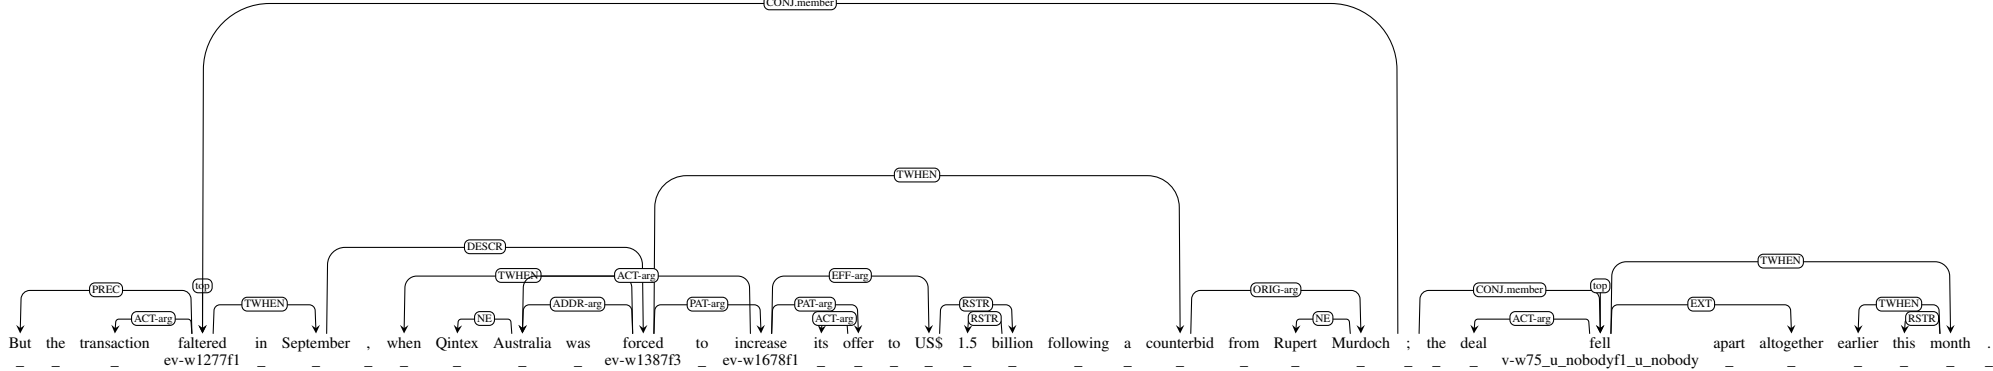 CONJ.member
TWHEN
DESCR
TWHEN
TWHEN ACT-arg EFF-arg
PREC top ORIG-arg CONJ.member top
TWHEN ADDR-arg PAT-arg PAT-arg RSTR EXT TWHEN
ACT-arg NE ACT-arg RSTR NE ACT-arg RSTR
But the transaction faltered in September , when Qintex Australia was forced to increase its offer to US$ 1.5 billion following a counterbid from Rupert Murdoch ; the deal fell apart altogether earlier this month .
_ _ _ ev-w1277f1 _ _ _ _ _ _ _ ev-w1387f3 _ ev-w1678f1 _ _ _ _ _ _ _ _ _ _ _ _ _ _ _ v-w75_u_nobodyf1_u_nobody _ _ _ _ _ _